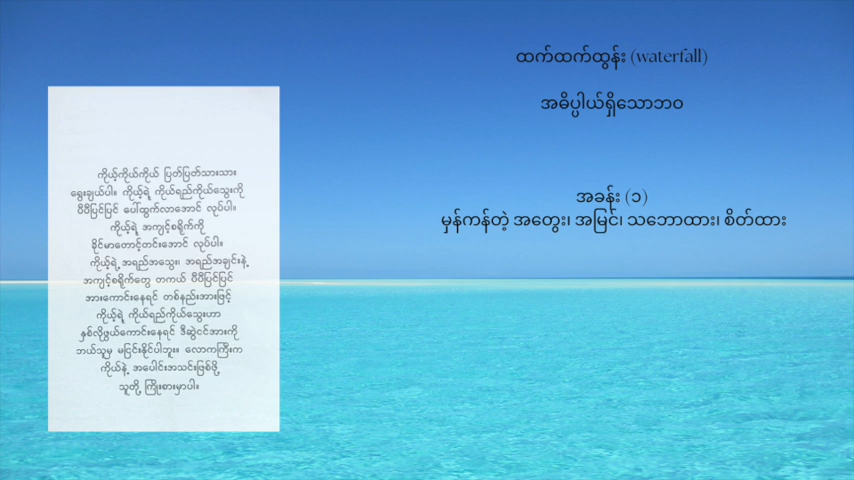 ကိုယ့်ကိုယ်ကိုယ် ပြတ်ပြတ်သားသား
ရွေးချယ်ပါ။ ကိုယ့်ရဲ့ ကိုယ်ရည်ကိုယ်သွေးကို
ပီပီပြင်ပြင် ပေါ်ထွက်လာအောင် လုပ်ပါ။
ကိုယ့်ရဲ့ အကျင့်စရိုက်ကို
ခိုင်မာတောင့်တင်းအောင် လုပ်ပါ။
ကိုယ့်ရဲ့ အရည်အသွေး၊ အရည်အချင်းနဲ့
အကျင့်စရိုက်တွေ တကယ် ပီပီပြင်ပြင်
အားကောင်းနေရင် တစ်နည်းအားဖြင့်
ကိုယ့်ရဲ့ ကိုယ်ရည်ကိုယ်သွေးဟာ
နှစ်လိုဖွယ်ကောင်းနေရင် ဒီဆွဲငင်အားကို
ဘယ်သူမှ မငြင်းနိုင်ပါဘူး။ လောကကြီးက
ကိုယ်နဲ့ အပေါင်းအသင်းဖြစ်ဖို့
သူတို့ ကြိုးစားမှာပါ။
ထက်ထက်ထွန်း (waterfall)
အဓိပ္ပါယ်ရှိသောဘဝ
အခန်း (၁)
မှန်ကန်တဲ့ အတွေး၊ အမြင်၊ သဘောထား၊ စိတ်ထား